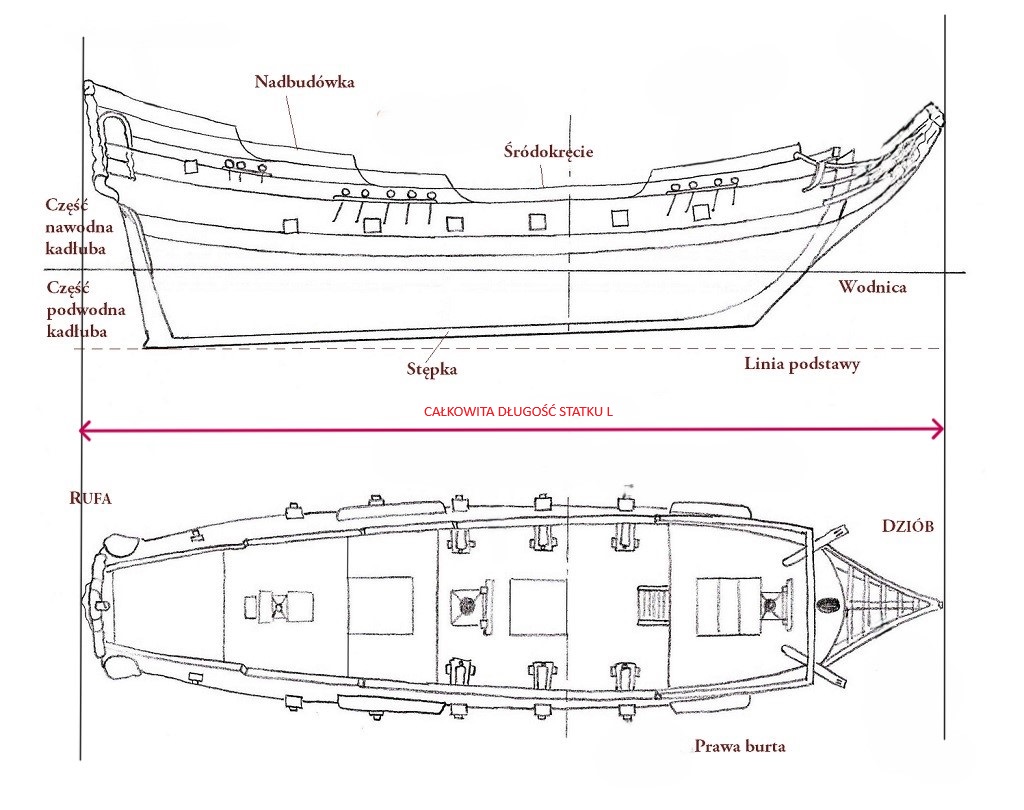 Nadbudówka
Śródokręcie
Część
nawodna
kadłuba
Część
podwodna
kadłuba
Wodnica
Stępka
Linia podstawy
CAŁKOWITA DŁUGOŚĆ STATKU L
RUFA
DZIÓB
Prawa burta